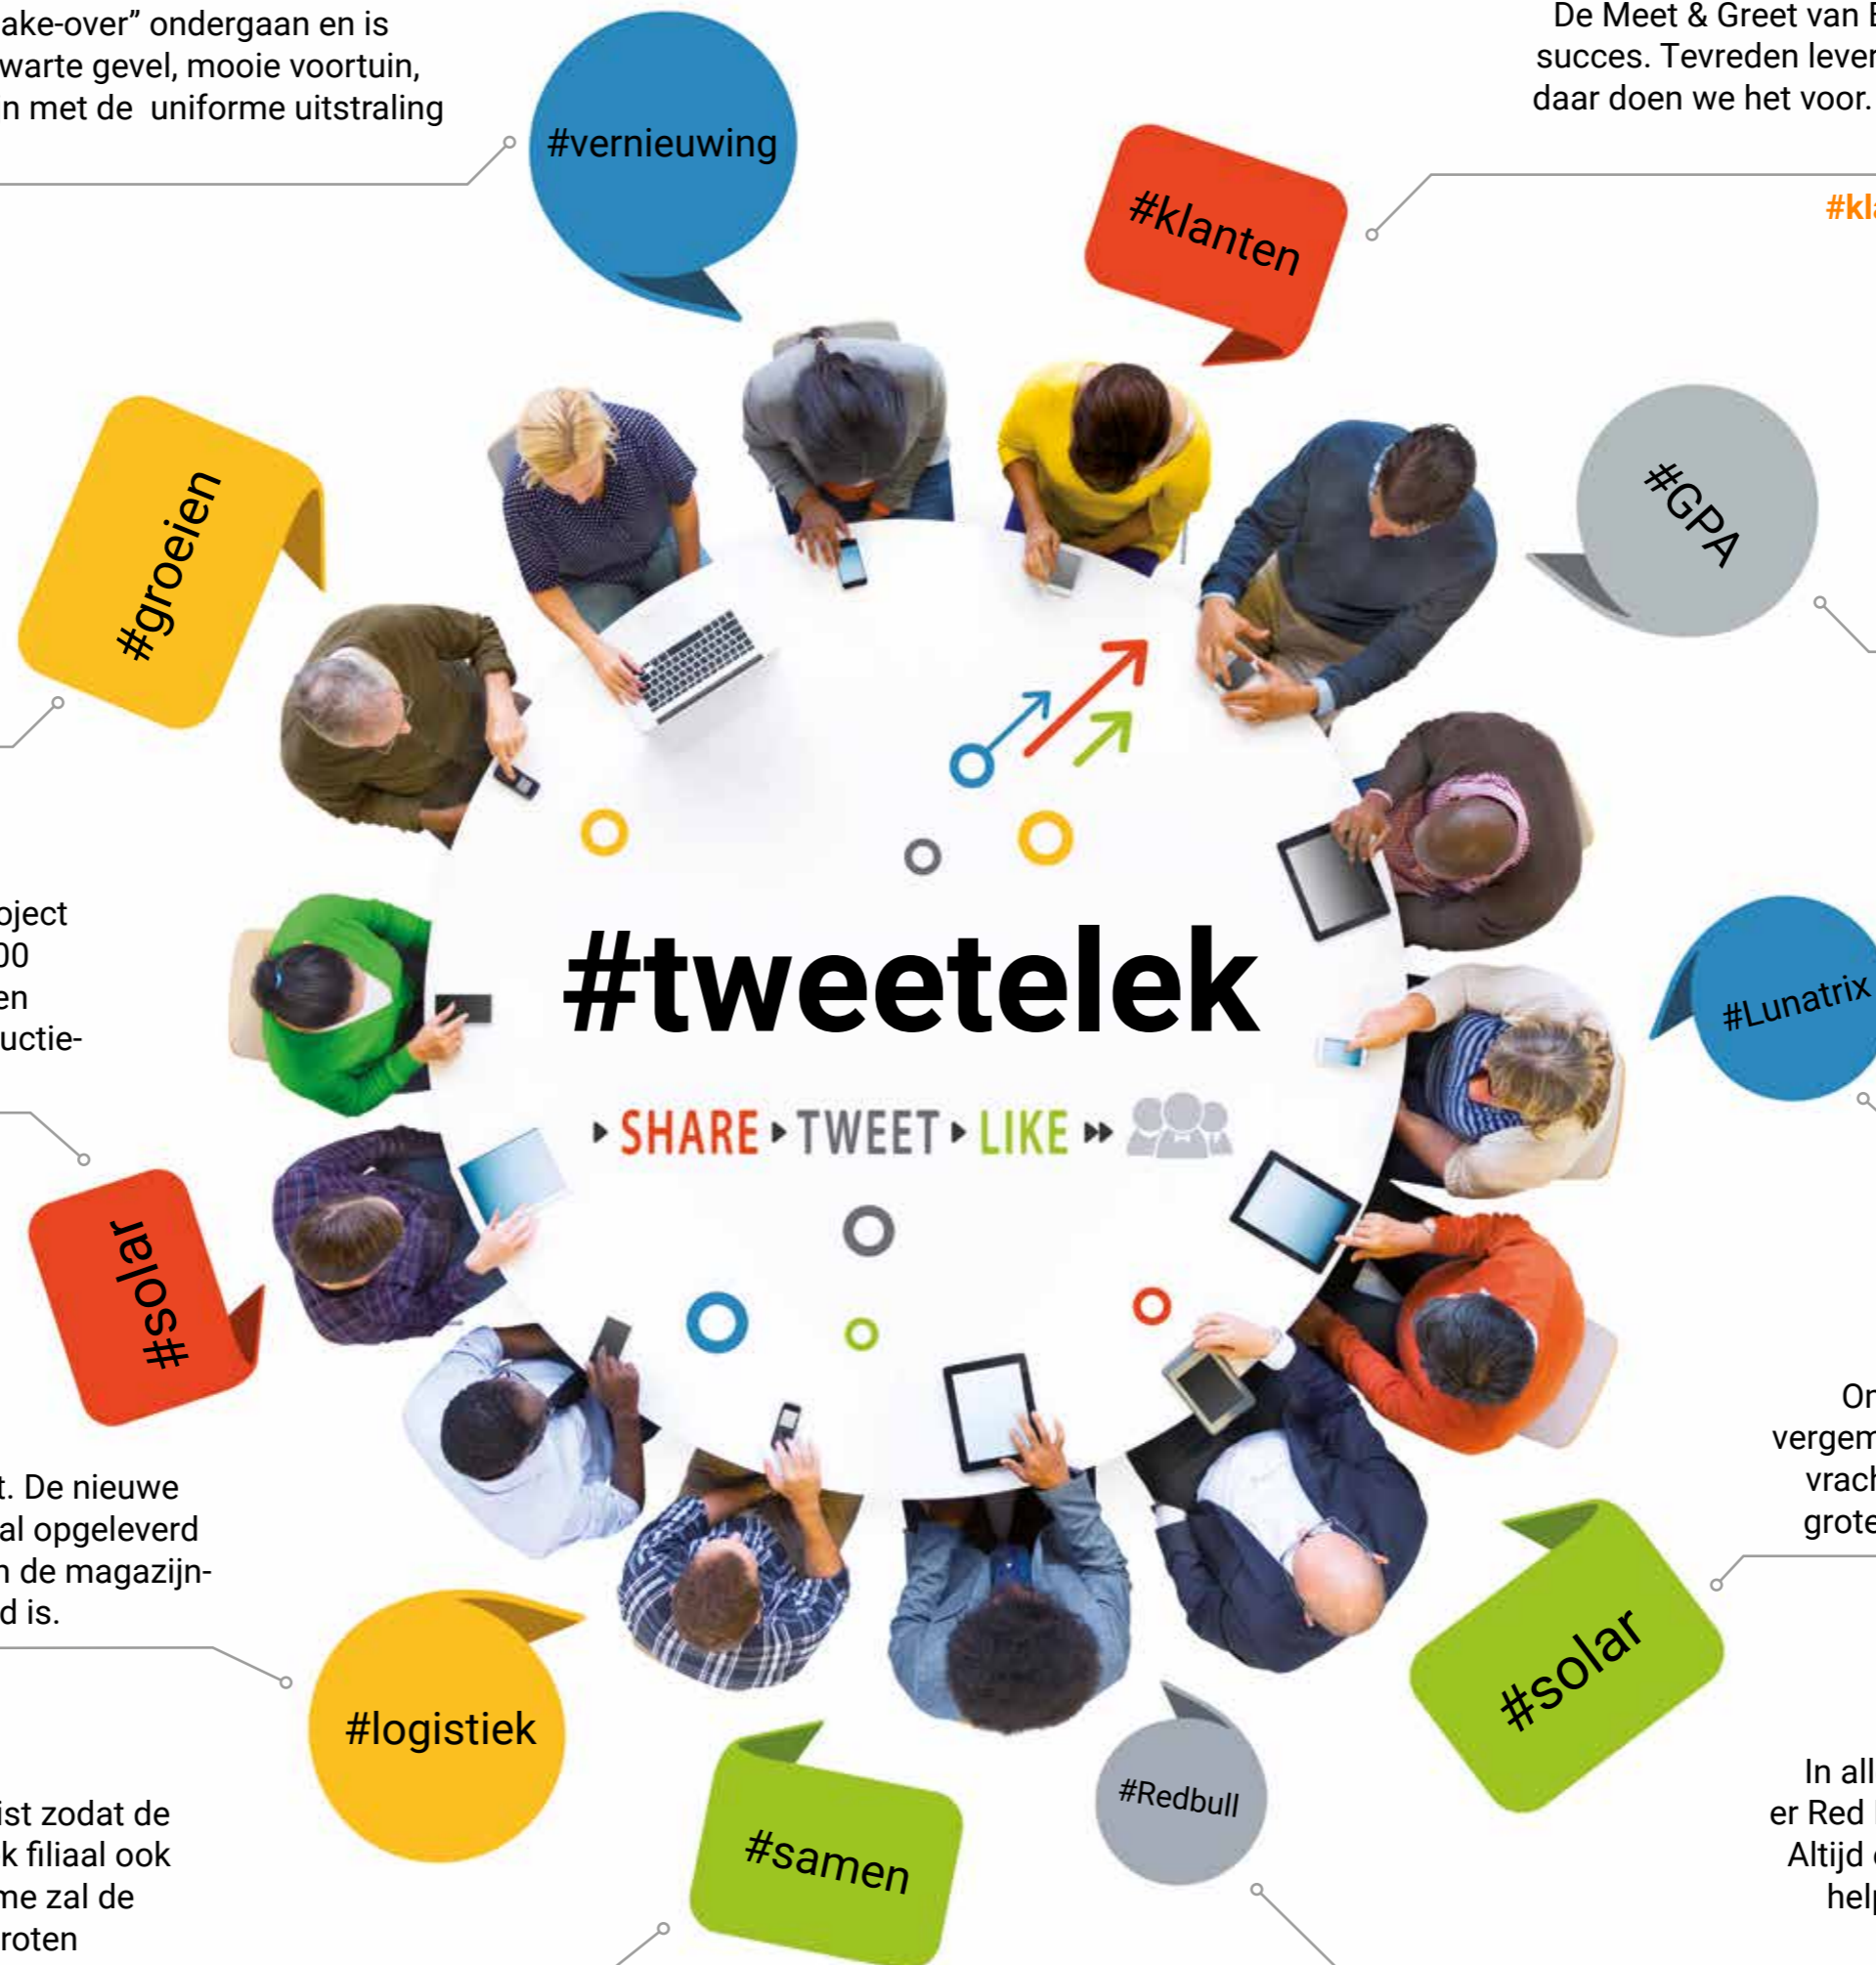 ake-over” ondergaan en is
warte gevel, mooie voortuin,
n met de uniforme uitstraling
De Meet & Greet van
succes. Tevreden lever
daar doen we het voor.
#vernieuwing
#klanten
#kla
#groeien
#GPA
oject
00
en
uctie-
#tweetelek
SHARE TWEET LIKE
#Lunatrix
#solar
t. De nieuwe
al opgeleverd
n de magazijn-
d is.
On
vergem
vrach
grote
#logistiek
#solar
#samen
#Redbull
ist zodat de
k filiaal ook
me zal de
roten
In all
er Red
Altijd
help